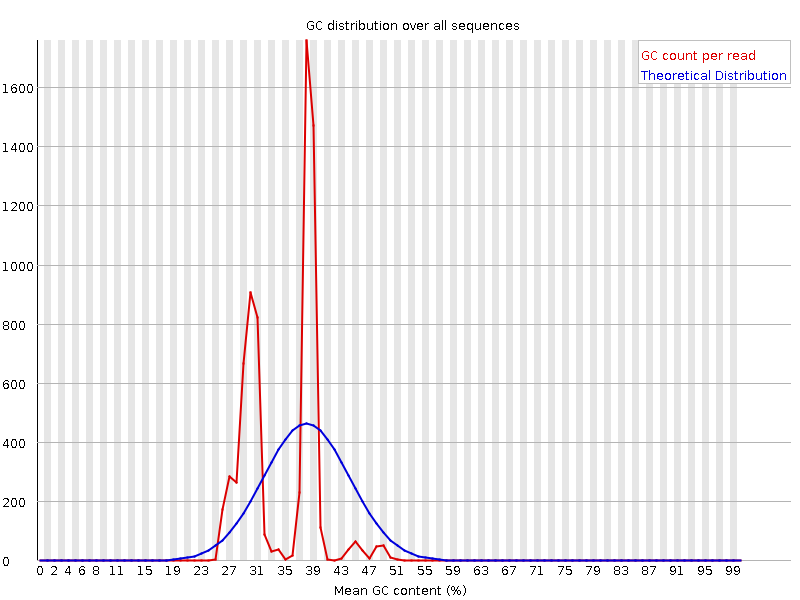 GC distribution over all sequences
GC count per read
Theoretical Distribution
1600
1400
1200
1000
800
600
400
200
0
0 2 4 6 8 11 15 19 23 27 31 35 39 43 47 51 55 59 63 67 71 75 79 83 87 91 95 99
Mean GC content (%)